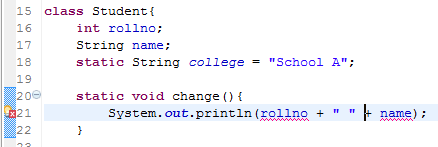 15 class Student{
16 int rollno;
17 String name;
18 static String college = "School A";
19
20 static void change(){
21 System.out.println(rollno + " " + name);
22 }